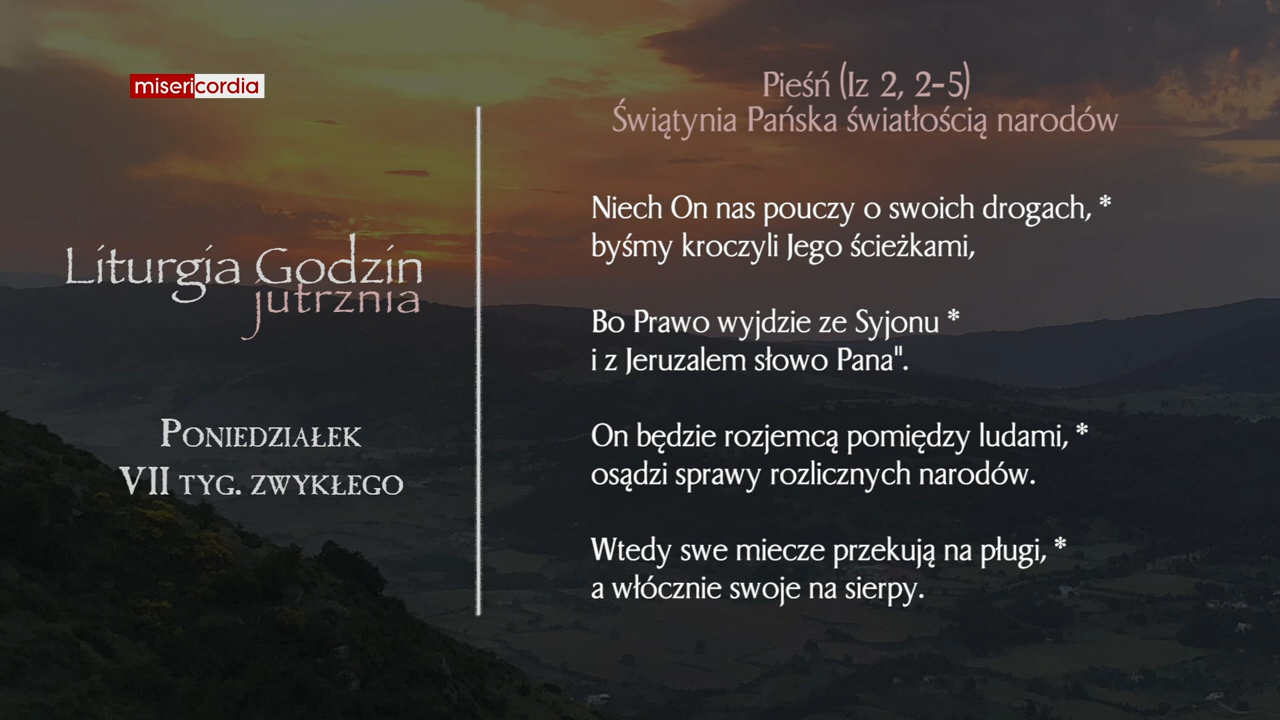 misericordia
Liturgia Godzin
jutrznia
Poniedziałek
VII tyg. zwykłego
Pieśń (Iz 2, 2-5)
Świątynia Pańska światłością narodów
Niech On nas pouczy o swoich drogach, *
byśmy kroczyli Jego ścieżkami,
Bo Prawo wyjdzie ze Syjonu *
i z Jeruzalem słowo Pana".
On będzie rozjemcą pomiędzy ludami, *
osądzi sprawy rozlicznych narodów.
Wtedy swe miecze przekują na pługi, *
a włócznie swoje na sierpy.